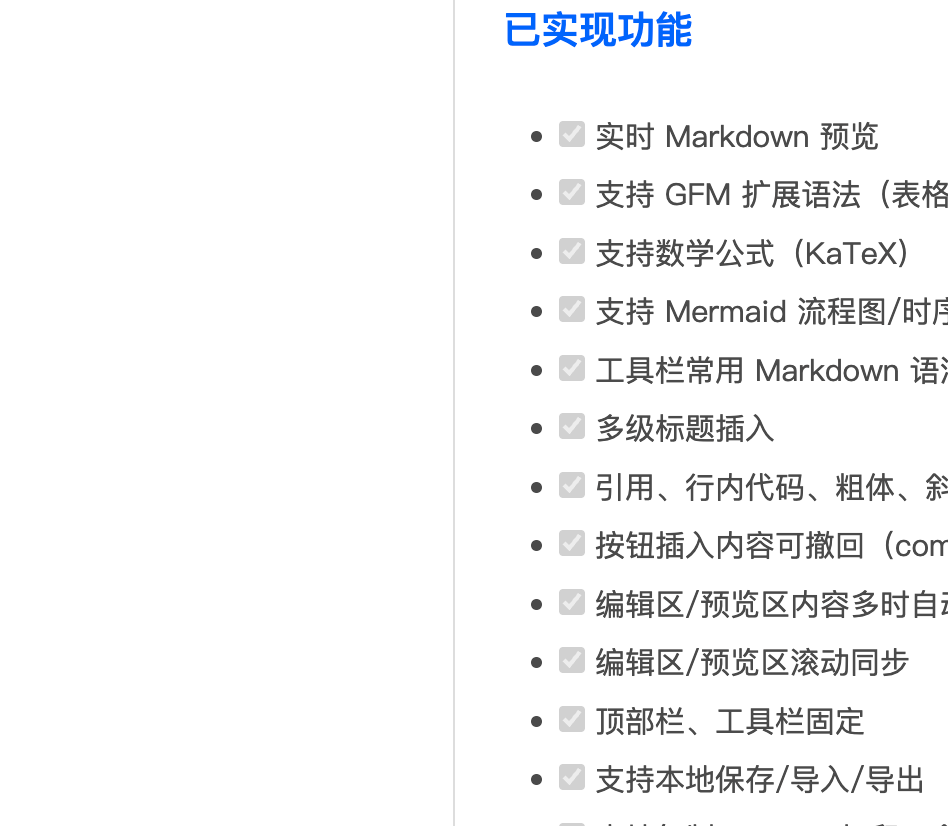 已实现功能
实时 Markdown 预览
支持 GFM 扩展语法（表格
支持数学公式（KaTeX）
支持 Mermaid 流程图/时序
工具栏常用 Markdown 语法
多级标题插入
引用、行内代码、粗体、斜
按钮插入内容可撤回（com
编辑区/预览区内容多时自动
编辑区/预览区滚动同步
顶部栏、工具栏固定
支持本地保存/导入/导出